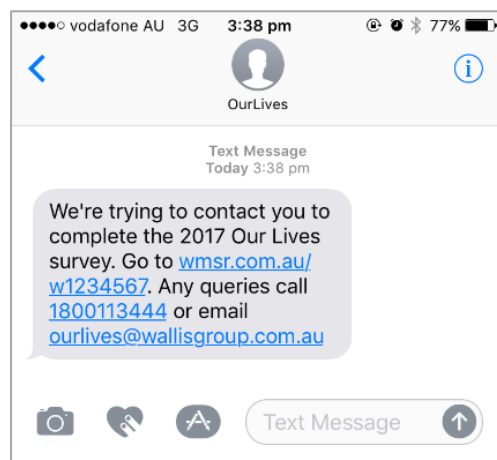 vodafone AU 3G 3:38 pm 77%
OurLives
Text Message
Today 3:38 pm
We're trying to contact you to
complete the 2017 Our Lives
survey. Go to wmsr.com.au/
w1234567. Any queries call
1800113444 or email
ourlives@wallisgroup.com.au
Text Message